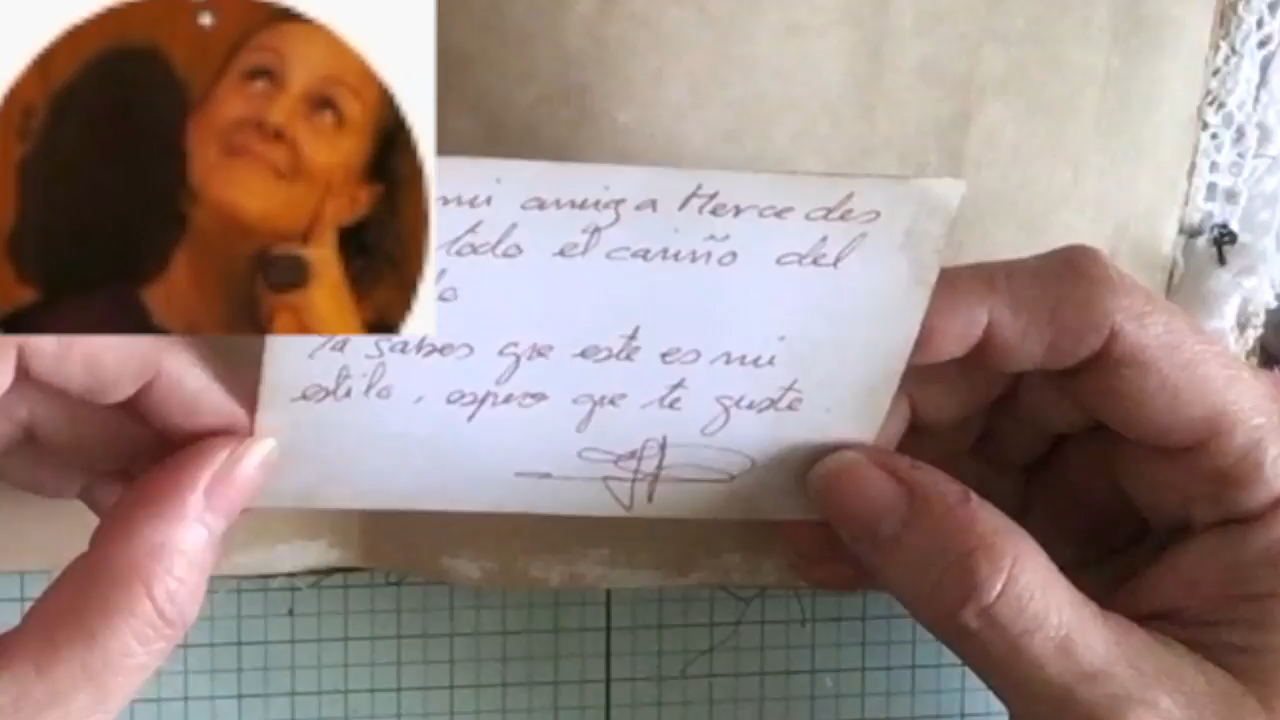 mi amiga Mercedes
todo el cariño del
Ya sabes que este es mi
estilo, espero que te guste